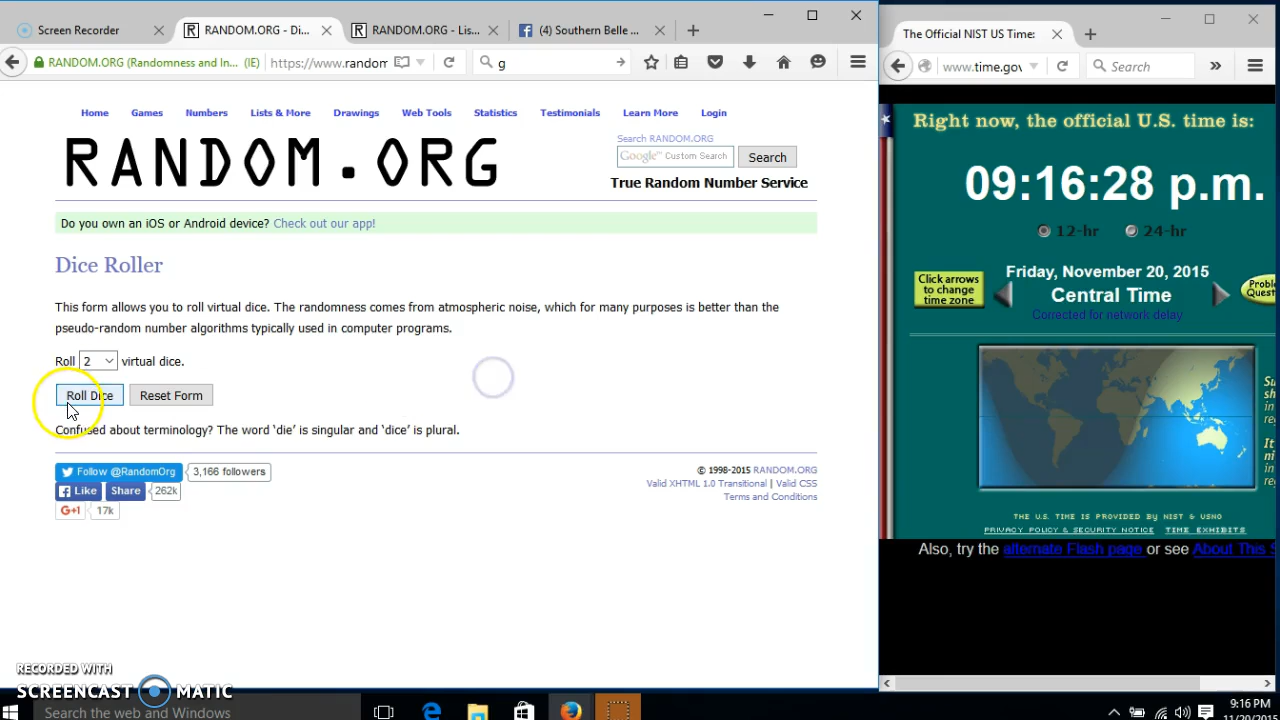 Screen Recorder
RANDOM.ORG - Di...
RANDOM.ORG - Lis...
(4) Southern Belle ...
RANDOM.ORG (Randomness and In... (IE)
https://www.random
g
Home Games Numbers Lists & More Drawings Web Tools Statistics Testimonials Learn More Login
RANDOM.ORG
Search RANDOM.ORG
Google™ Custom Search
Search
True Random Number Service
Do you own an iOS or Android device? Check out our app!
Dice Roller
This form allows you to roll virtual dice. The randomness comes from atmospheric noise, which for many purposes is better than the
pseudo-random number algorithms typically used in computer programs.
Roll 2 virtual dice.
Roll Dice
Reset Form
Confused about terminology? The word ‘die’ is singular and ‘dice’ is plural.
Follow @RandomOrg 3,166 followers
Like Share 262k
G+1 17k
© 1998-2015 RANDOM.ORG
Valid XHTML 1.0 Transitional | Valid CSS
Terms and Conditions
RECORDED WITH
SCREENCAST MATIC
Search the web and Windows
The Official NIST US Time:
www.time.gov
Search
Right now, the official U.S. time is:
09:16:28 p.m.
12-hr 24-hr
Click arrows
to change
time zone
Friday, November 20, 2015
Central Time
Corrected for network delay
THE U.S. TIME IS PROVIDED BY NIST & USNO
PRIVACY POLICY & SECURITY NOTICE TIME EXHIBITS
Also, try the alternate Flash page or see About This S
9:16 PM
11/20/2015